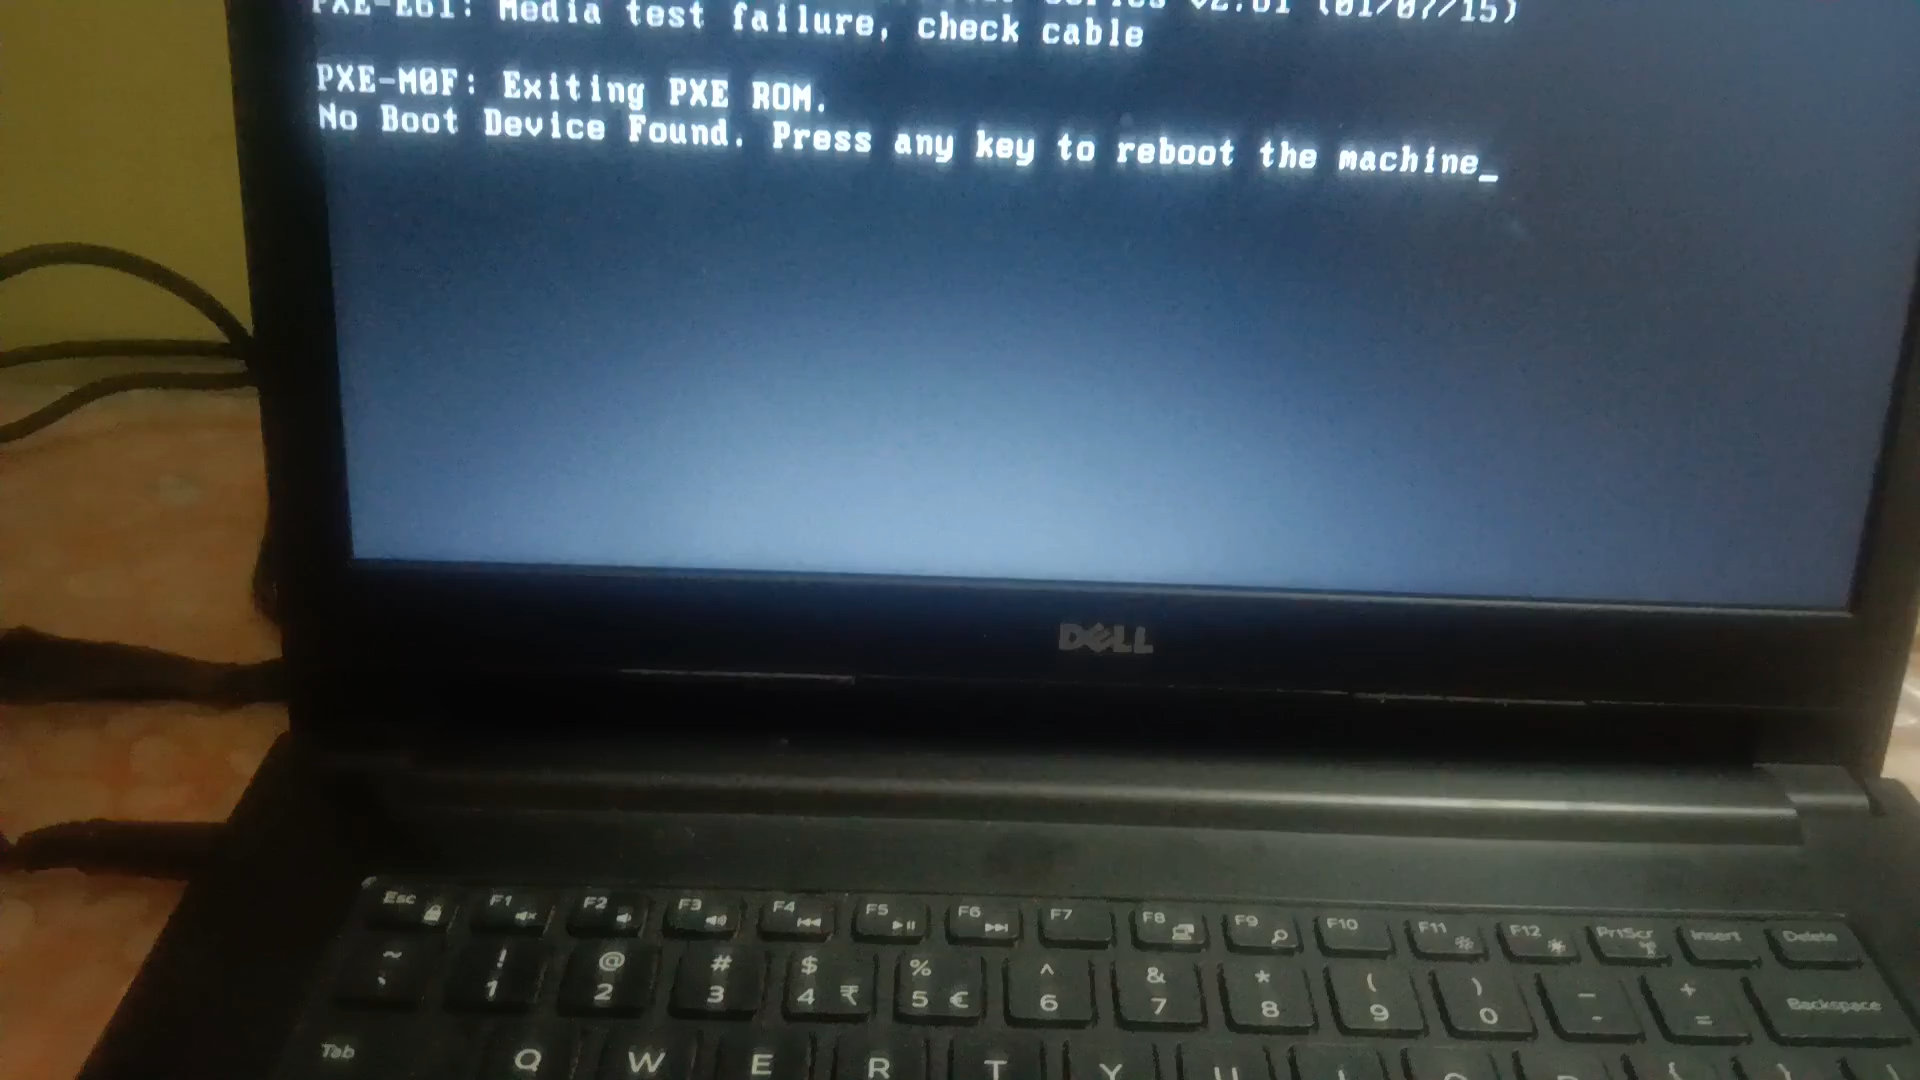 PXE-E61: Media test failure, check cable
PXE-M0F: Exiting PXE ROM.
No Boot Device Found. Press any key to reboot the machine_
DELL
Esc F1 F2 F3 F4 F5 F6 F7 F8 F9 F10 F11 F12 PrtScr Insert Delete
~ ! @ # $ % ^ & * ( ) _ +
` 1 2 3 4 ₹ 5 € 6 7 8 9 0 - = Backspace
Tab Q W E R T Y U